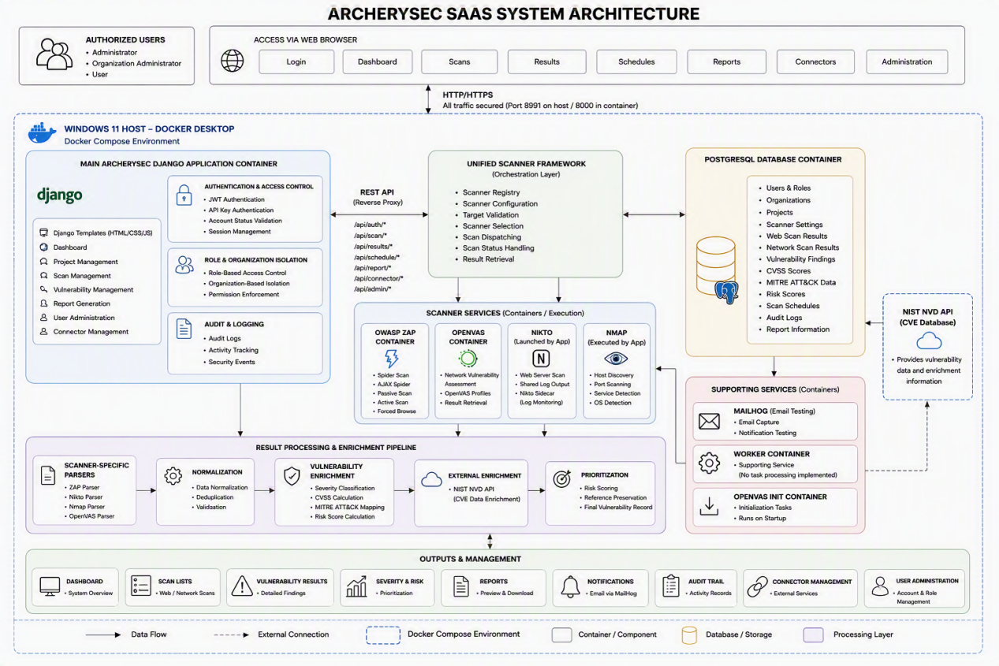 ARCHERYSEC SAAS SYSTEM ARCHITECTURE
AUTHORIZED USERS
• Administrator
• Organization Administrator
• User
ACCESS VIA WEB BROWSER
Login
Dashboard
Scans
Results
Schedules
Reports
Connectors
Administration
HTTP/HTTPS
All traffic secured (Port 8991 on host / 8000 in container)
WINDOWS 11 HOST – DOCKER DESKTOP
Docker Compose Environment
MAIN ARCHERYSEC DJANGO APPLICATION CONTAINER
django
Django Templates (HTML/CSS/JS)
Dashboard
Project Management
Scan Management
Vulnerability Management
Report Generation
User Administration
Connector Management
AUTHENTICATION & ACCESS CONTROL
• JWT Authentication
• API Key Authentication
• Account Status Validation
• Session Management
ROLE & ORGANIZATION ISOLATION
• Role-Based Access Control
• Organization-Based Isolation
• Permission Enforcement
AUDIT & LOGGING
• Audit Logs
• Activity Tracking
• Security Events
REST API
(Reverse Proxy)
/api/auth/*
/api/scan/*
/api/results/*
/api/schedule/*
/api/report/*
/api/connector/*
/api/admin/*
UNIFIED SCANNER FRAMEWORK
(Orchestration Layer)
• Scanner Registry
• Scanner Configuration
• Target Validation
• Scanner Selection
• Scan Dispatching
• Scan Status Handling
• Result Retrieval
POSTGRESQL DATABASE CONTAINER
• Users & Roles
• Organizations
• Projects
• Scanner Settings
• Web Scan Results
• Network Scan Results
• Vulnerability Findings
• CVSS Scores
• MITRE ATT&CK Data
• Risk Scores
• Scan Schedules
• Audit Logs
• Report Information
NIST NVD API
(CVE Database)
• Provides vulnerability
data and enrichment
information
SCANNER SERVICES (Containers / Execution)
OWASP ZAP
CONTAINER
• Spider Scan
• AJAX Spider
• Passive Scan
• Active Scan
• Forced Browse
OPENVAS
CONTAINER
• Network Vulnerability
Assessment
• OpenVAS Profiles
• Result Retrieval
NIKTO
(Launched by App)
N
• Web Server Scan
• Shared Log Output
• Nikto Sidecar
(Log Monitoring)
NMAP
(Executed by App)
• Host Discovery
• Port Scanning
• Service Detection
• OS Detection
SUPPORTING SERVICES (Containers)
MAILHOG (Email Testing)
• Email Capture
• Notification Testing
WORKER CONTAINER
• Supporting Service
(No task processing implemented)
OPENVAS INIT CONTAINER
• Initialization Tasks
• Runs on Startup
RESULT PROCESSING & ENRICHMENT PIPELINE
SCANNER-SPECIFIC
PARSERS
• ZAP Parser
• Nikto Parser
• Nmap Parser
• OpenVAS Parser
NORMALIZATION
• Data Normalization
• Deduplication
• Validation
VULNERABILITY
ENRICHMENT
• Severity Classification
• CVSS Calculation
• MITRE ATT&CK Mapping
• Risk Score Calculation
EXTERNAL ENRICHMENT
• NIST NVD API
(CVE Data Enrichment)
PRIORITIZATION
• Risk Scoring
• Reference Preservation
• Final Vulnerability Record
OUTPUTS & MANAGEMENT
DASHBOARD
• System Overview
SCAN LISTS
• Web / Network Scans
VULNERABILITY RESULTS
• Detailed Findings
SEVERITY & RISK
• Prioritization
REPORTS
• Preview & Download
NOTIFICATIONS
• Email via MailHog
AUDIT TRAIL
• Activity Records
CONNECTOR MANAGEMENT
• External Services
USER ADMINISTRATION
• Account & Role
Management
Data Flow
External Connection
Docker Compose Environment
Container / Component
Database / Storage
Processing Layer